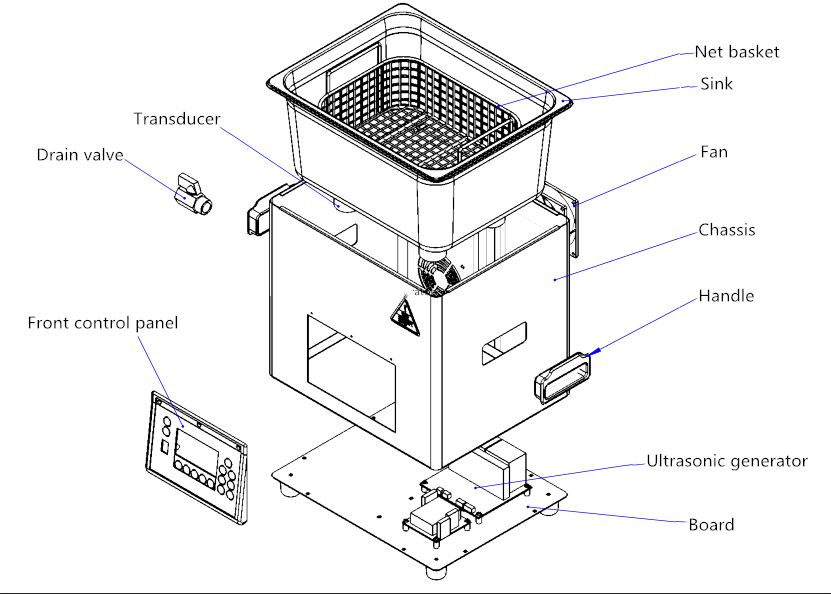 Net basket
Sink
Transducer
Drain valve
Fan
Chassis
Handle
Front control panel
Ultrasonic generator
Board